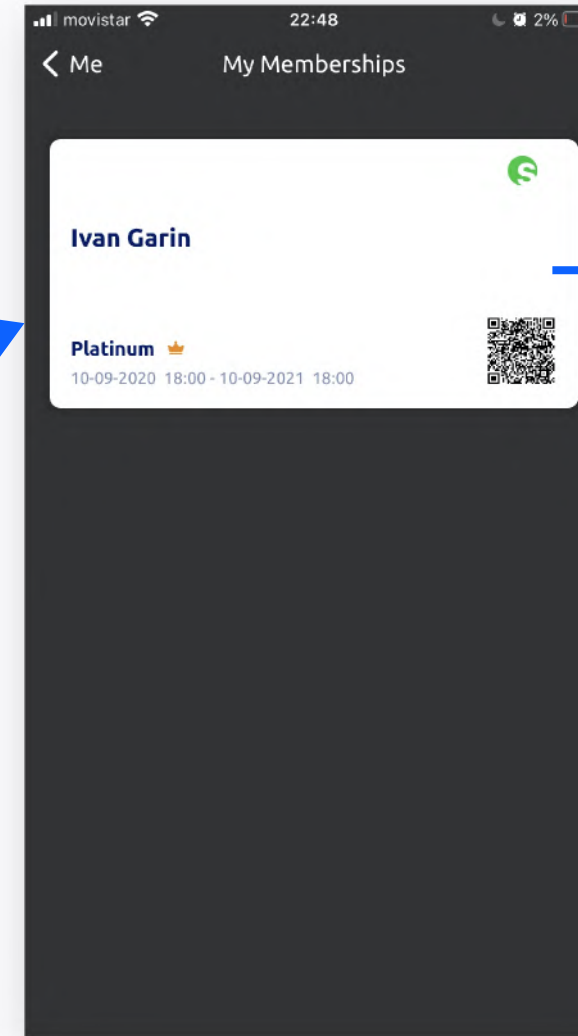 movistar 22:48 2%
Me My Memberships
S
Ivan Garin
Platinum
10-09-2020 18:00 - 10-09-2021 18:00